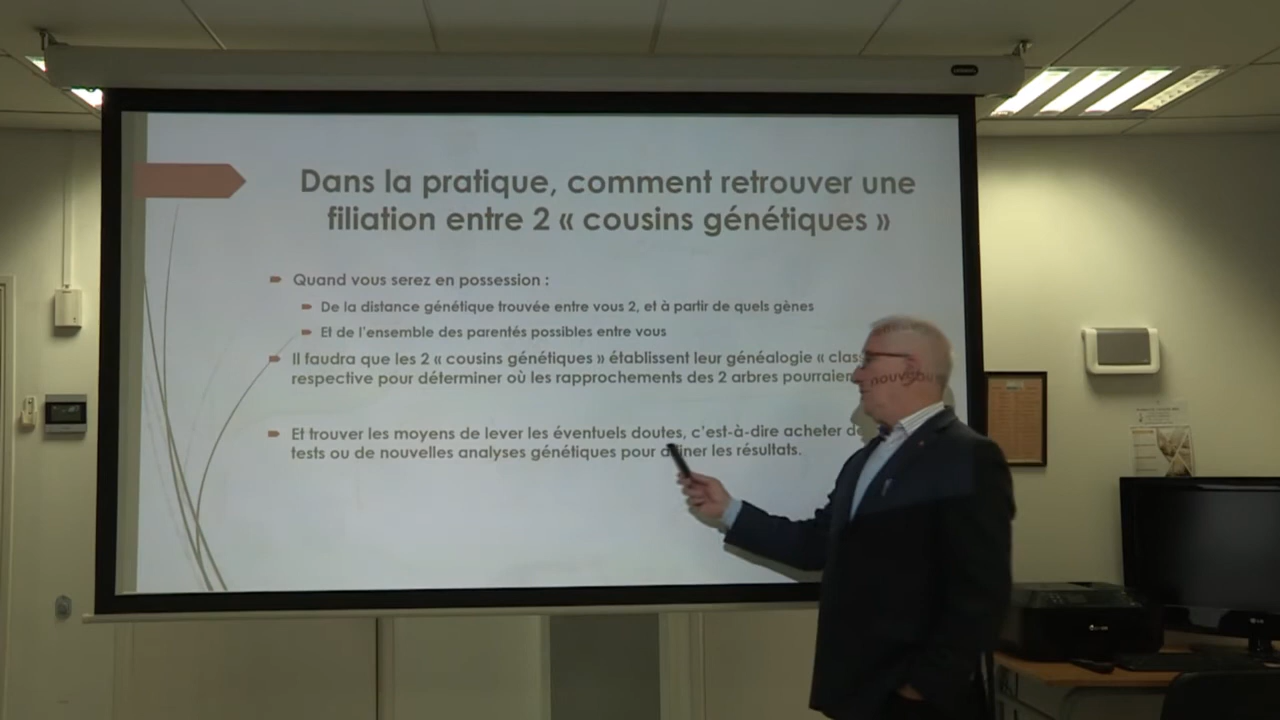 Dans la pratique, comment retrouver une
filiation entre 2 « cousins génétiques »
Quand vous serez en possession :
De la distance génétique trouvée entre vous 2, et à partir de quels gènes
Et de l'ensemble des parentés possibles entre vous
Il faudra que les 2 « cousins génétiques » établissent leur généalogie «
respective pour déterminer où les rapprochements des 2 arbres
Et trouver les moyens de lever les éventuels doutes, c'est-à-dire acheter
tests ou de nouvelles analyses génétiques pour les résultats.